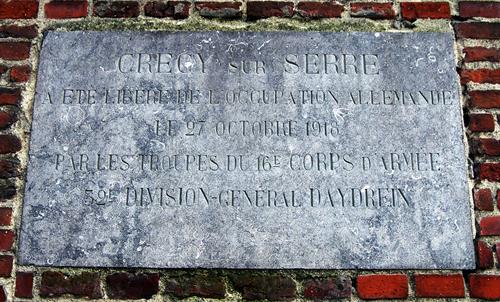 CRECY SUR SERRE
A ETE LIBERE DE L'OCCUPATION ALLEMANDE
LE 27 OCTOBRE 1918
PAR LES TROUPES DU 16E CORPS D'ARMEE
52E DIVISION-GENERAL DAYDREIN